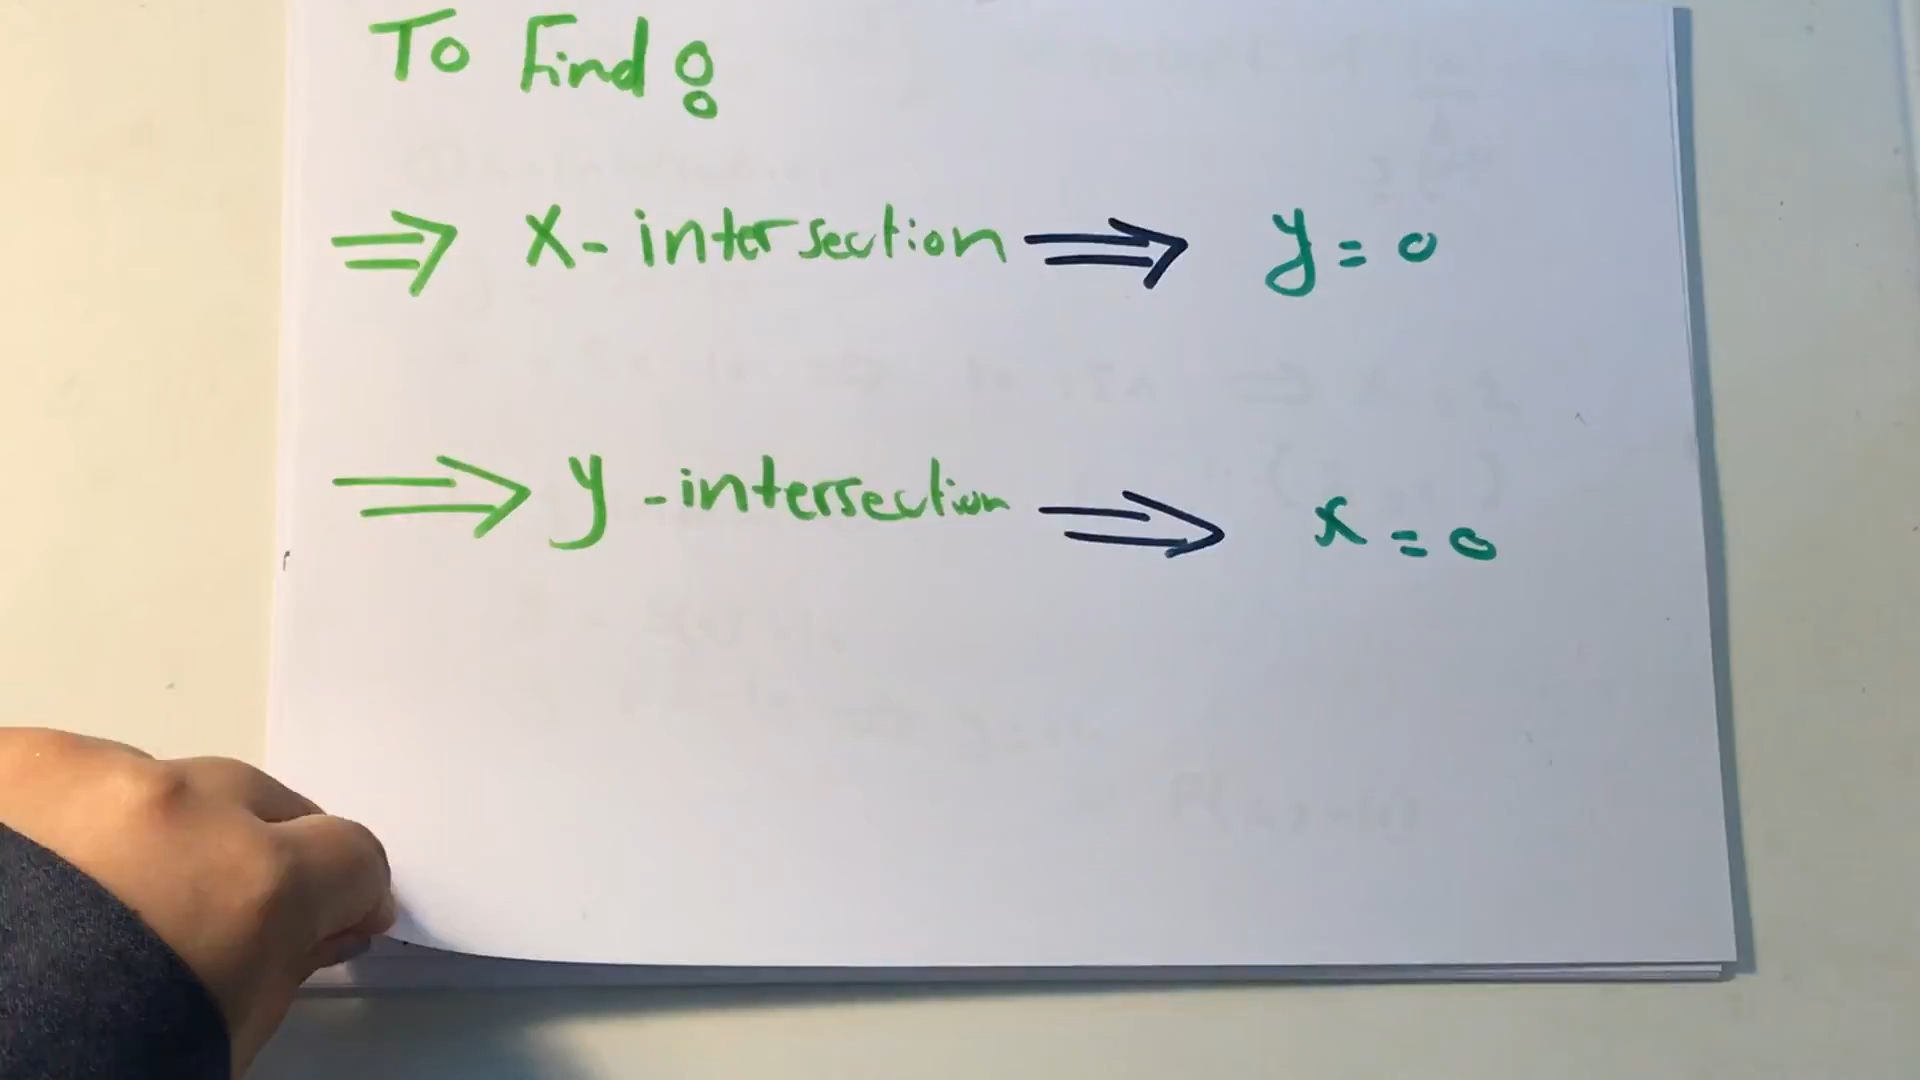 To Find :
⇒ x - intersection ⇒ y = 0
⇒ y - intersection ⇒ x = 0